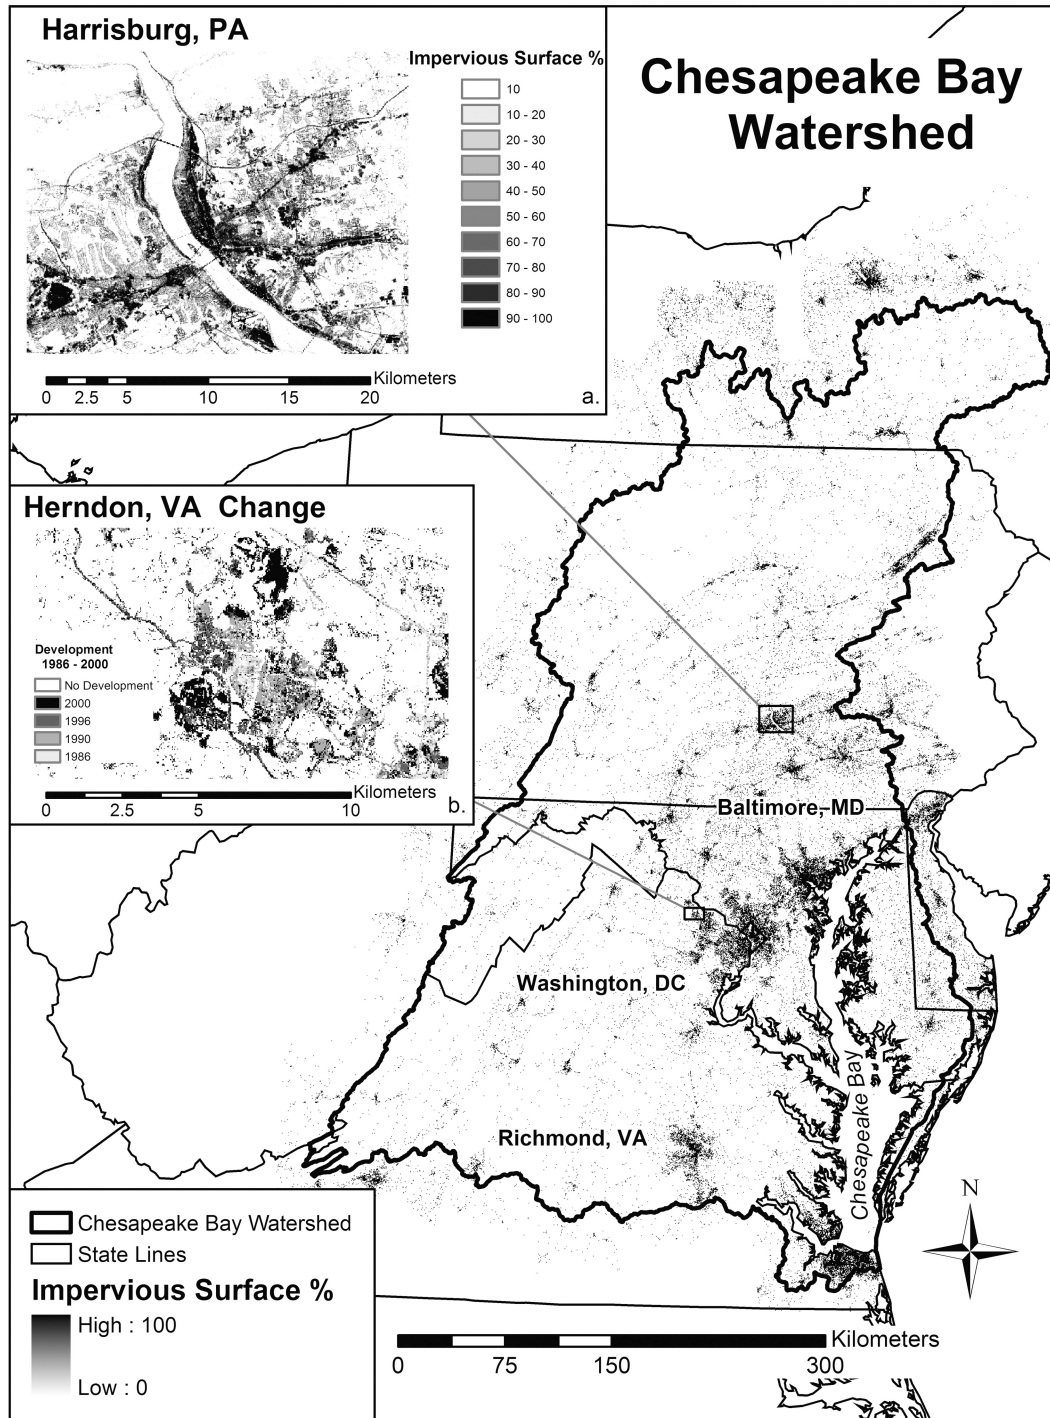 Harrisburg, PA
Impervious Surface %
10
10 - 20
20 - 30
30 - 40
40 - 50
50 - 60
60 - 70
70 - 80
80 - 90
90 - 100
Kilometers
0 2.5 5 10 15 20
a.
Chesapeake Bay
Watershed
Herndon, VA Change
Development
1986 - 2000
No Development
2000
1996
1990
1986
Kilometers
0 2.5 5 10
b.
Baltimore, MD
Washington, DC
Richmond, VA
Chesapeake Bay
N
Chesapeake Bay Watershed
State Lines
Impervious Surface %
High : 100
Low : 0
Kilometers
0 75 150 300